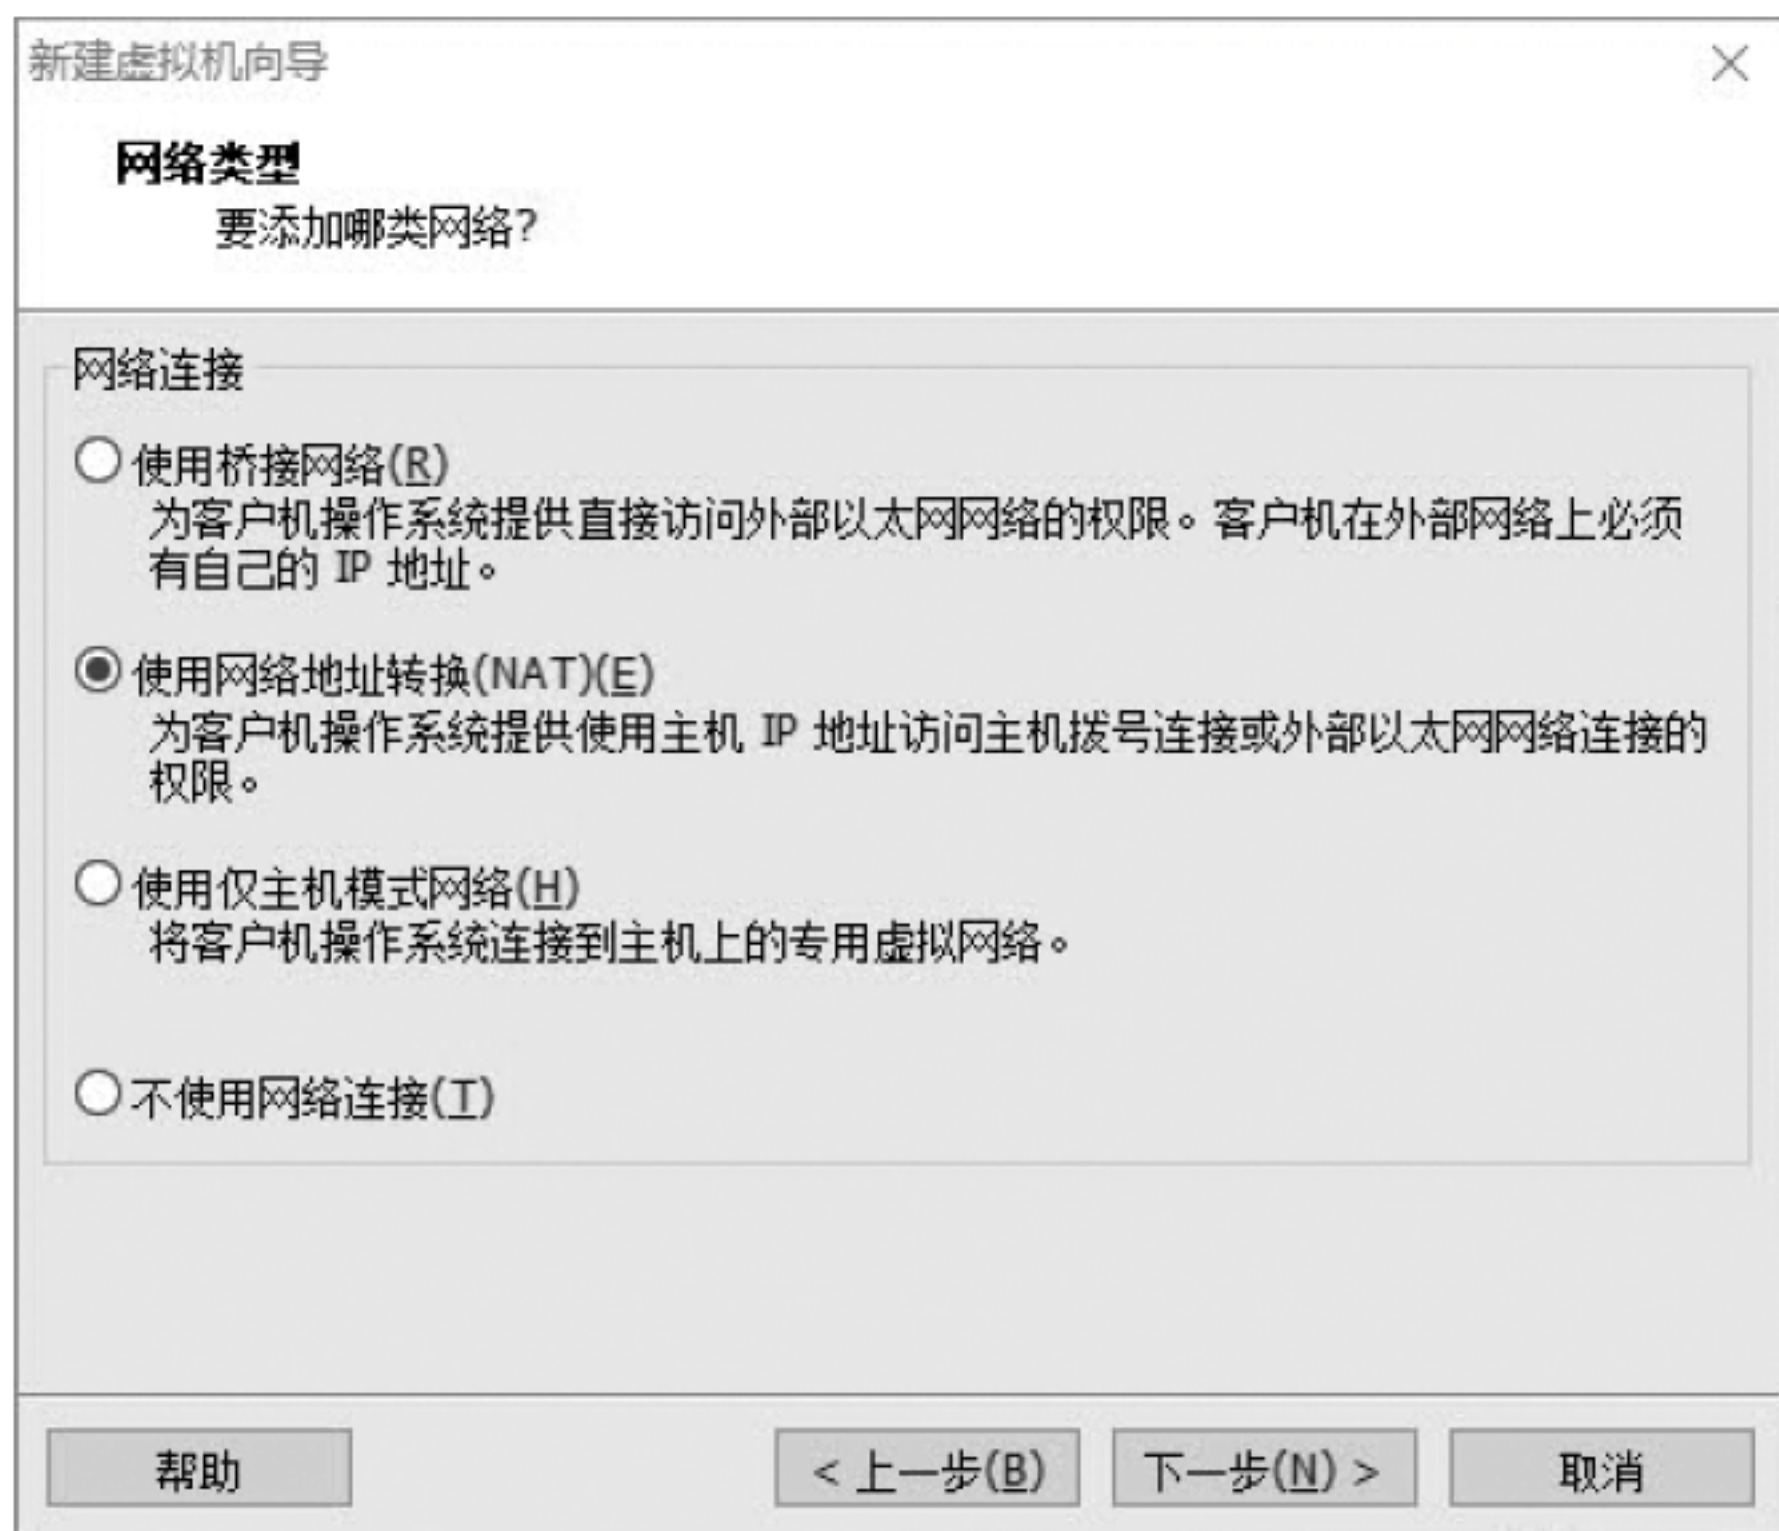 新建虚拟机向导
网络类型
要添加哪类网络?
网络连接
使用桥接网络(R)
为客户机操作系统提供直接访问外部以太网网络的权限。客户机在外部网络上必须
有自己的 IP 地址。
使用网络地址转换(NAT)(E)
为客户机操作系统提供使用主机 IP 地址访问主机拨号连接或外部以太网网络连接的
权限。
使用仅主机模式网络(H)
将客户机操作系统连接到主机上的专用虚拟网络。
不使用网络连接(T)
帮助
< 上一步(B)
下一步(N) >
取消